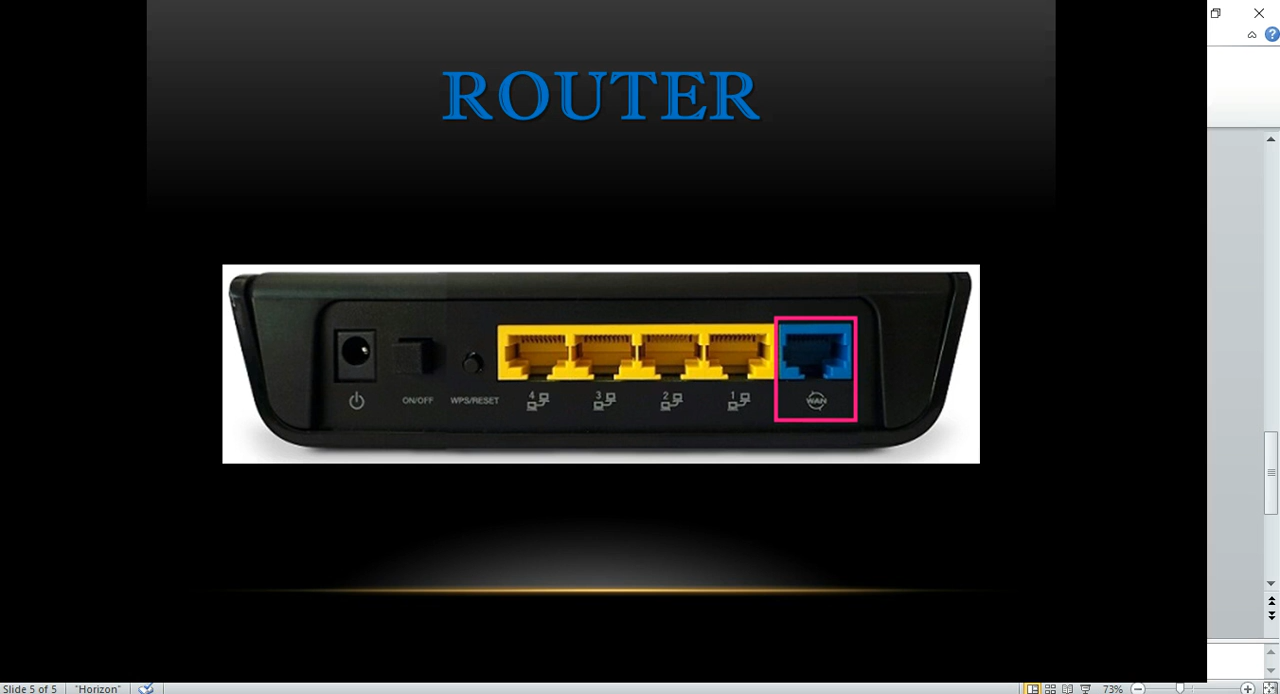 ROUTER
ON/OFF
WPS/RESET
4
3
2
1
WAN
Slide 5 of 5
"Horizon"
73%